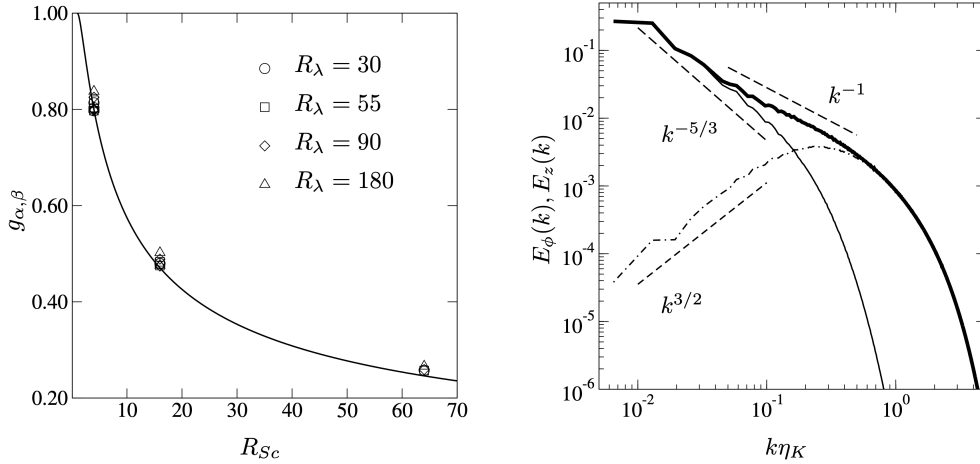 1.00
0.80
0.60
0.40
0.20
g_{α,β}
10 20 30 40 50 60 70
R_{Sc}
R_λ = 30
R_λ = 55
R_λ = 90
R_λ = 180
10^{-1}
10^{-2}
10^{-3}
10^{-4}
10^{-5}
10^{-6}
E_φ(k), E_z(k)
k^{-5/3}
k^{-1}
k^{3/2}
10^{-2} 10^{-1} 10^0
kη_K